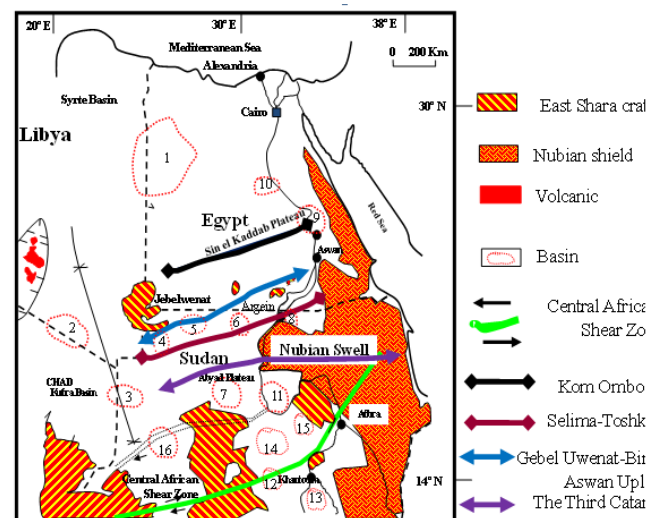 20° E
30° E
38° E
Mediterranean Sea
0 200 Km
Alexandria
Syrte Basin
30° N
Cairo
Libya
1
10
Egypt
9
Sin el Kaddab Plateau
Red Sea
Aswan
Jebelwenat
Argein
2
4
5
6
8
Sudan
Nubian Swell
CHAD
Kufra Basin
Abyad Plateau
3
7
11
Atbra
15
16
14
Central African
Shear Zone
12
Khartoum
13
14° N
East Shara crat
Nubian shield
Volcanic
Basin
Central Africa
Shear Zo
Kom Ombo
Selima-Toshk
Gebel Uwenat-Bir
Aswan Upl
The Third Catar